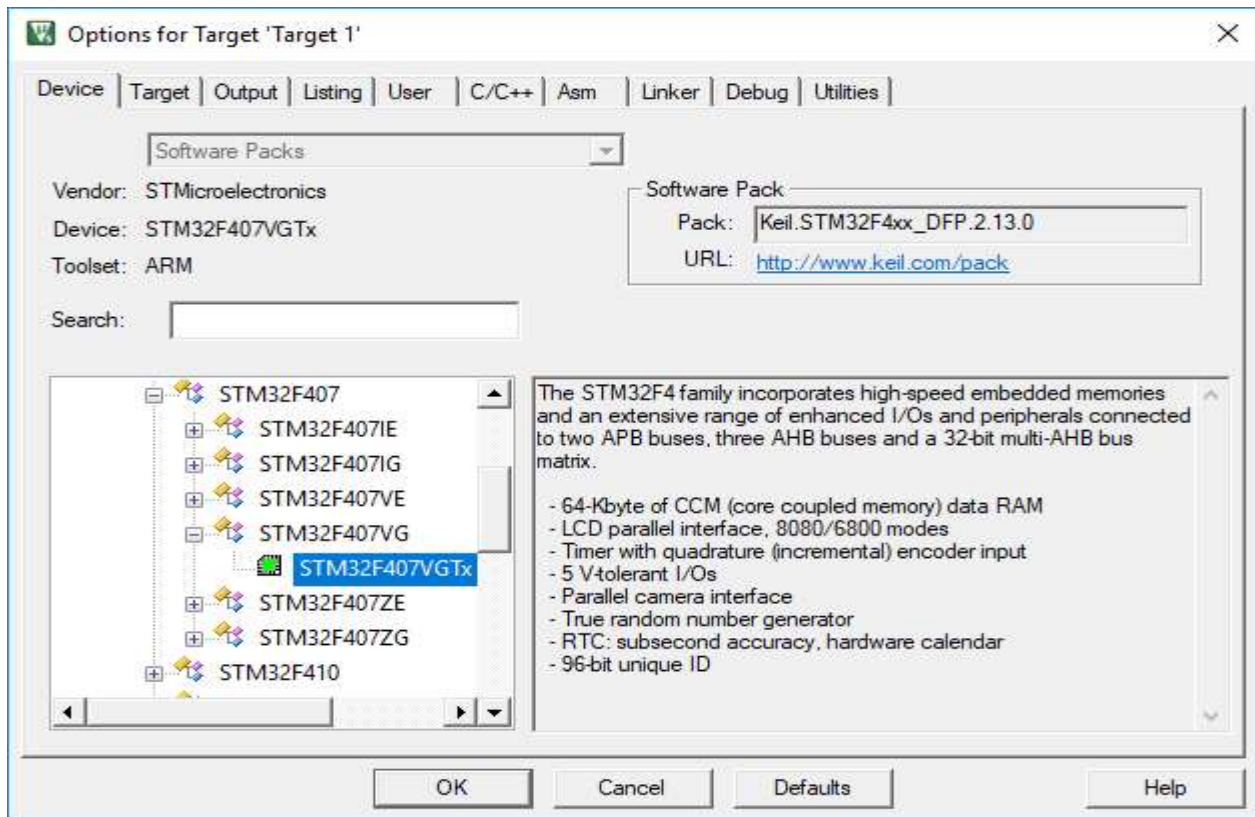 Options for Target 'Target 1'
Device Target Output Listing User C/C++ Asm Linker Debug Utilities
Software Packs
Vendor: STMicroelectronics
Device: STM32F407VGTx
Toolset: ARM
Search:
Software Pack
Pack: Keil.STM32F4xx_DFP.2.13.0
URL: http://www.keil.com/pack
STM32F407
STM32F407IE
STM32F407IG
STM32F407VE
STM32F407VG
STM32F407VGTx
STM32F407ZE
STM32F407ZG
STM32F410
The STM32F4 family incorporates high-speed embedded memories
and an extensive range of enhanced I/Os and peripherals connected
to two APB buses, three AHB buses and a 32-bit multi-AHB bus
matrix.
- 64-Kbyte of CCM (core coupled memory) data RAM
- LCD parallel interface, 8080/6800 modes
- Timer with quadrature (incremental) encoder input
- 5 V-tolerant I/Os
- Parallel camera interface
- True random number generator
- RTC: subsecond accuracy, hardware calendar
- 96-bit unique ID
OK Cancel Defaults Help